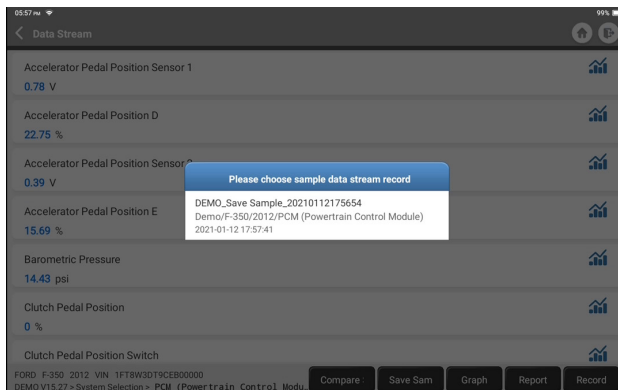 05:57 PM
99%
Data Stream
Accelerator Pedal Position Sensor 1
0.78 V
Accelerator Pedal Position D
22.75 %
Accelerator Pedal Position Sensor
0.39 V
Please choose sample data stream record
DEMO_Save Sample_20210112175654
Demo/F-350/2012/PCM (Powertrain Control Module)
2021-01-12 17:57:41
Accelerator Pedal Position E
15.69 %
Barometric Pressure
14.43 psi
Clutch Pedal Position
0 %
Clutch Pedal Position Switch
FORD F-350 2012 VIN 1FT8W3DT9CEB00000
DEMO V15.27 > System Selection > PCM (Powertrain Control Modu..
Compare
Save Sam
Graph
Report
Record